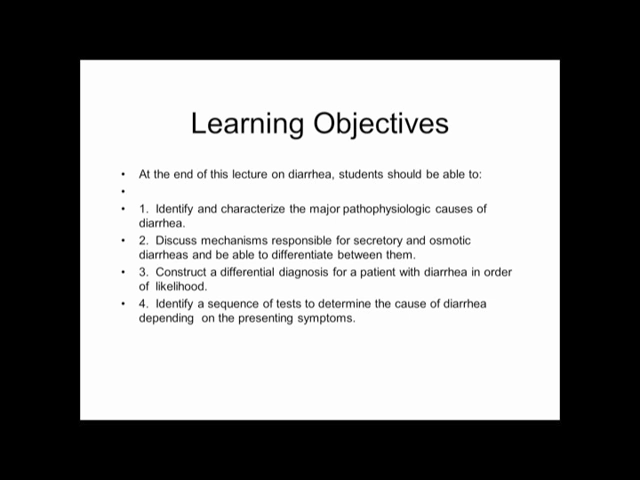 Learning Objectives
• At the end of this lecture on diarrhea, students should be able to:
•
• 1. Identify and characterize the major pathophysiologic causes of
diarrhea.
• 2. Discuss mechanisms responsible for secretory and osmotic
diarrheas and be able to differentiate between them.
• 3. Construct a differential diagnosis for a patient with diarrhea in order
of likelihood.
• 4. Identify a sequence of tests to determine the cause of diarrhea
depending on the presenting symptoms.